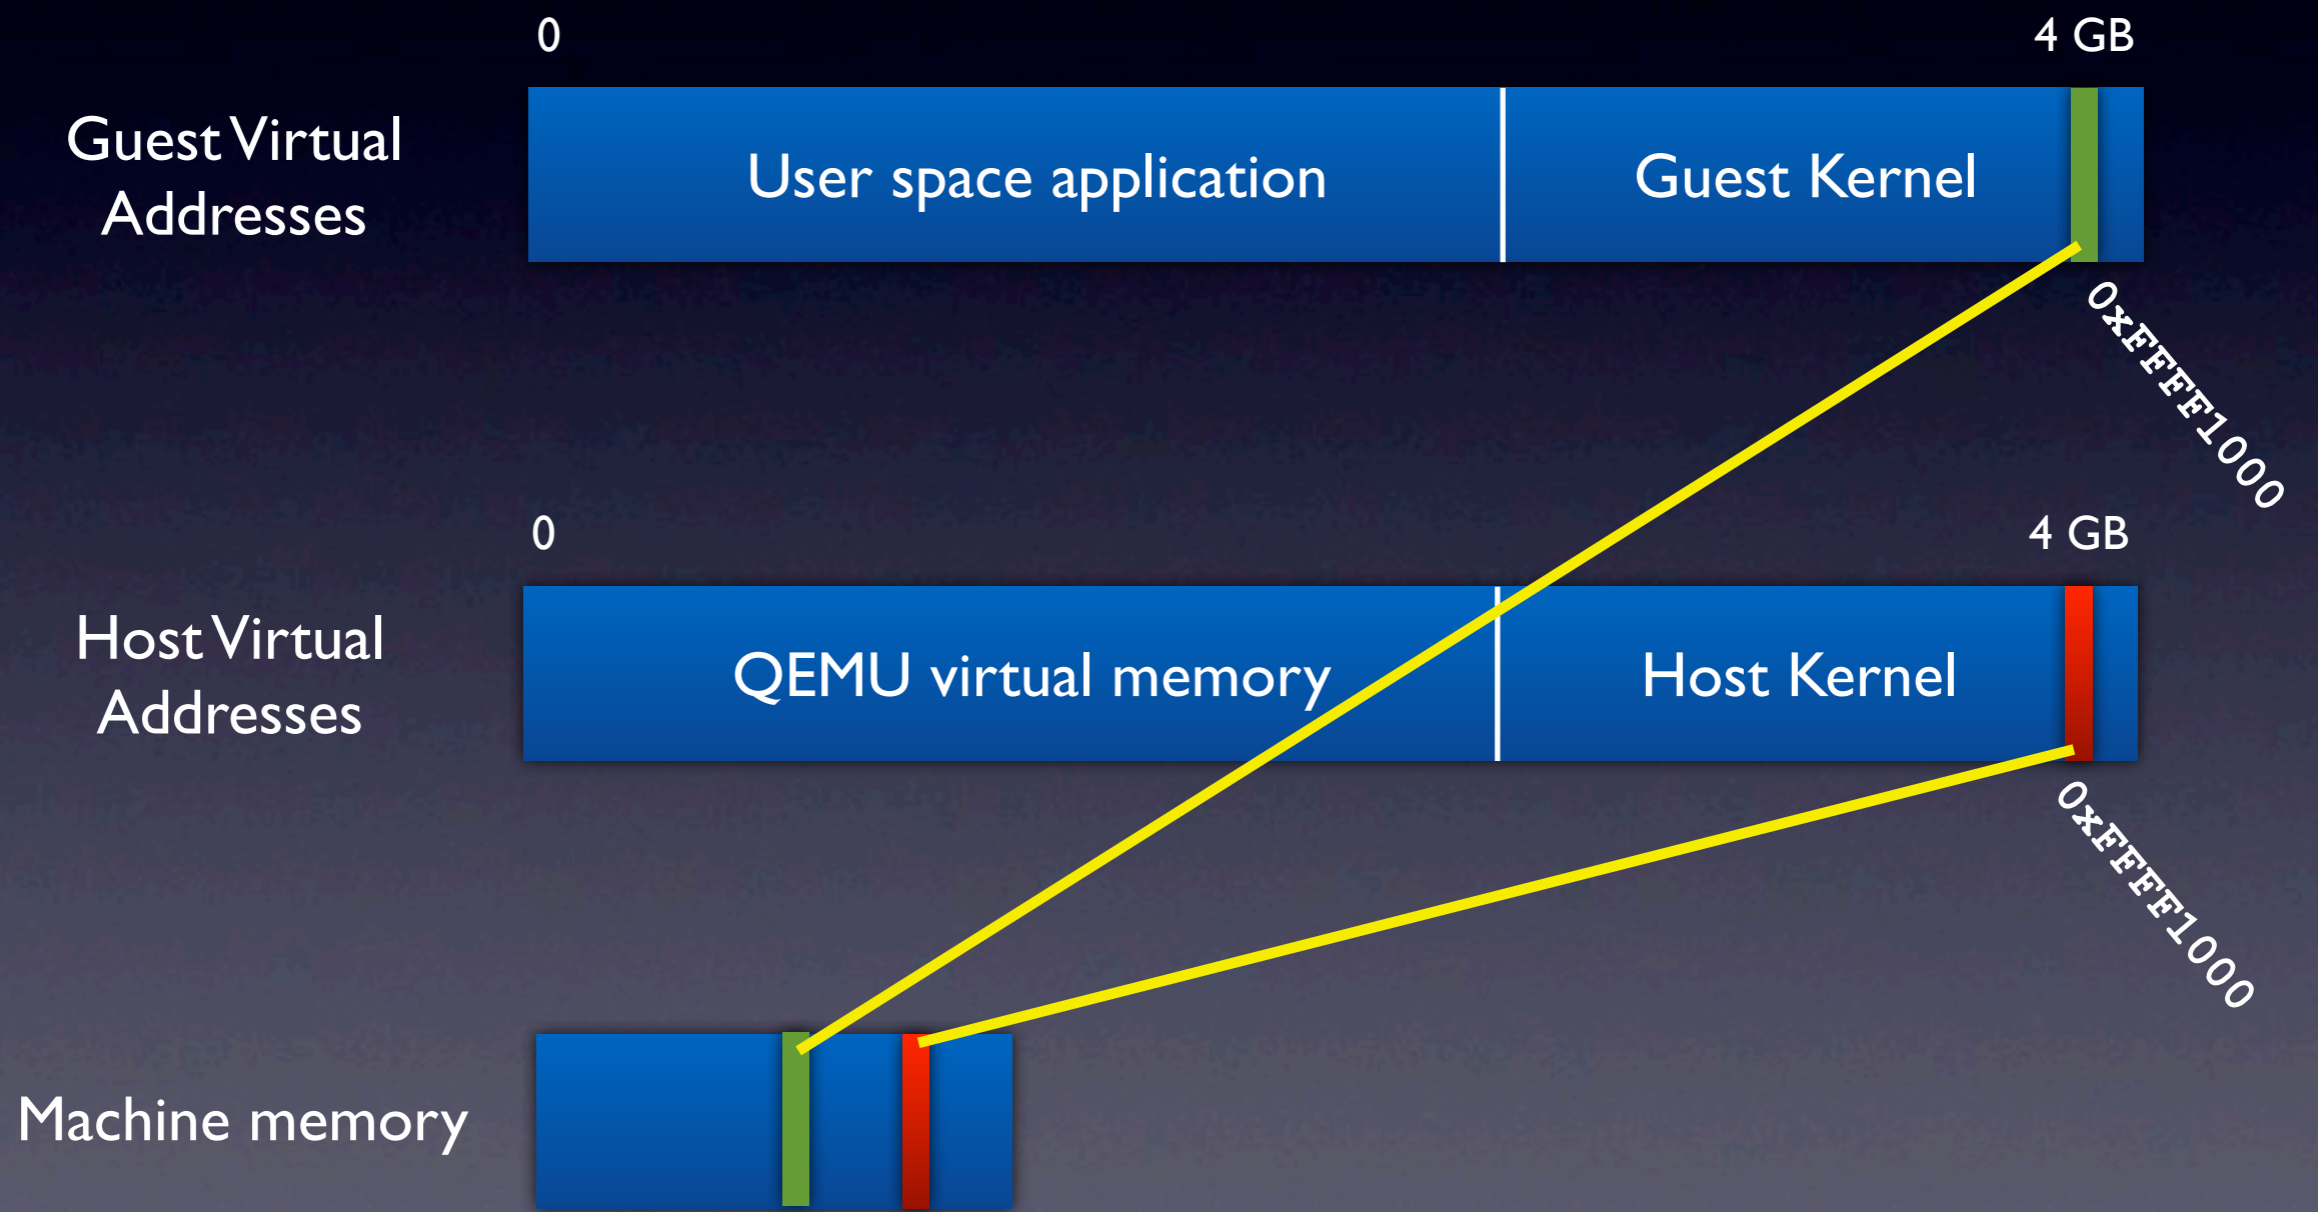 0
4 GB
Guest Virtual
Addresses
User space application
Guest Kernel
0xFFFF1000
0
4 GB
Host Virtual
Addresses
QEMU virtual memory
Host Kernel
0xFFFF1000
Machine memory